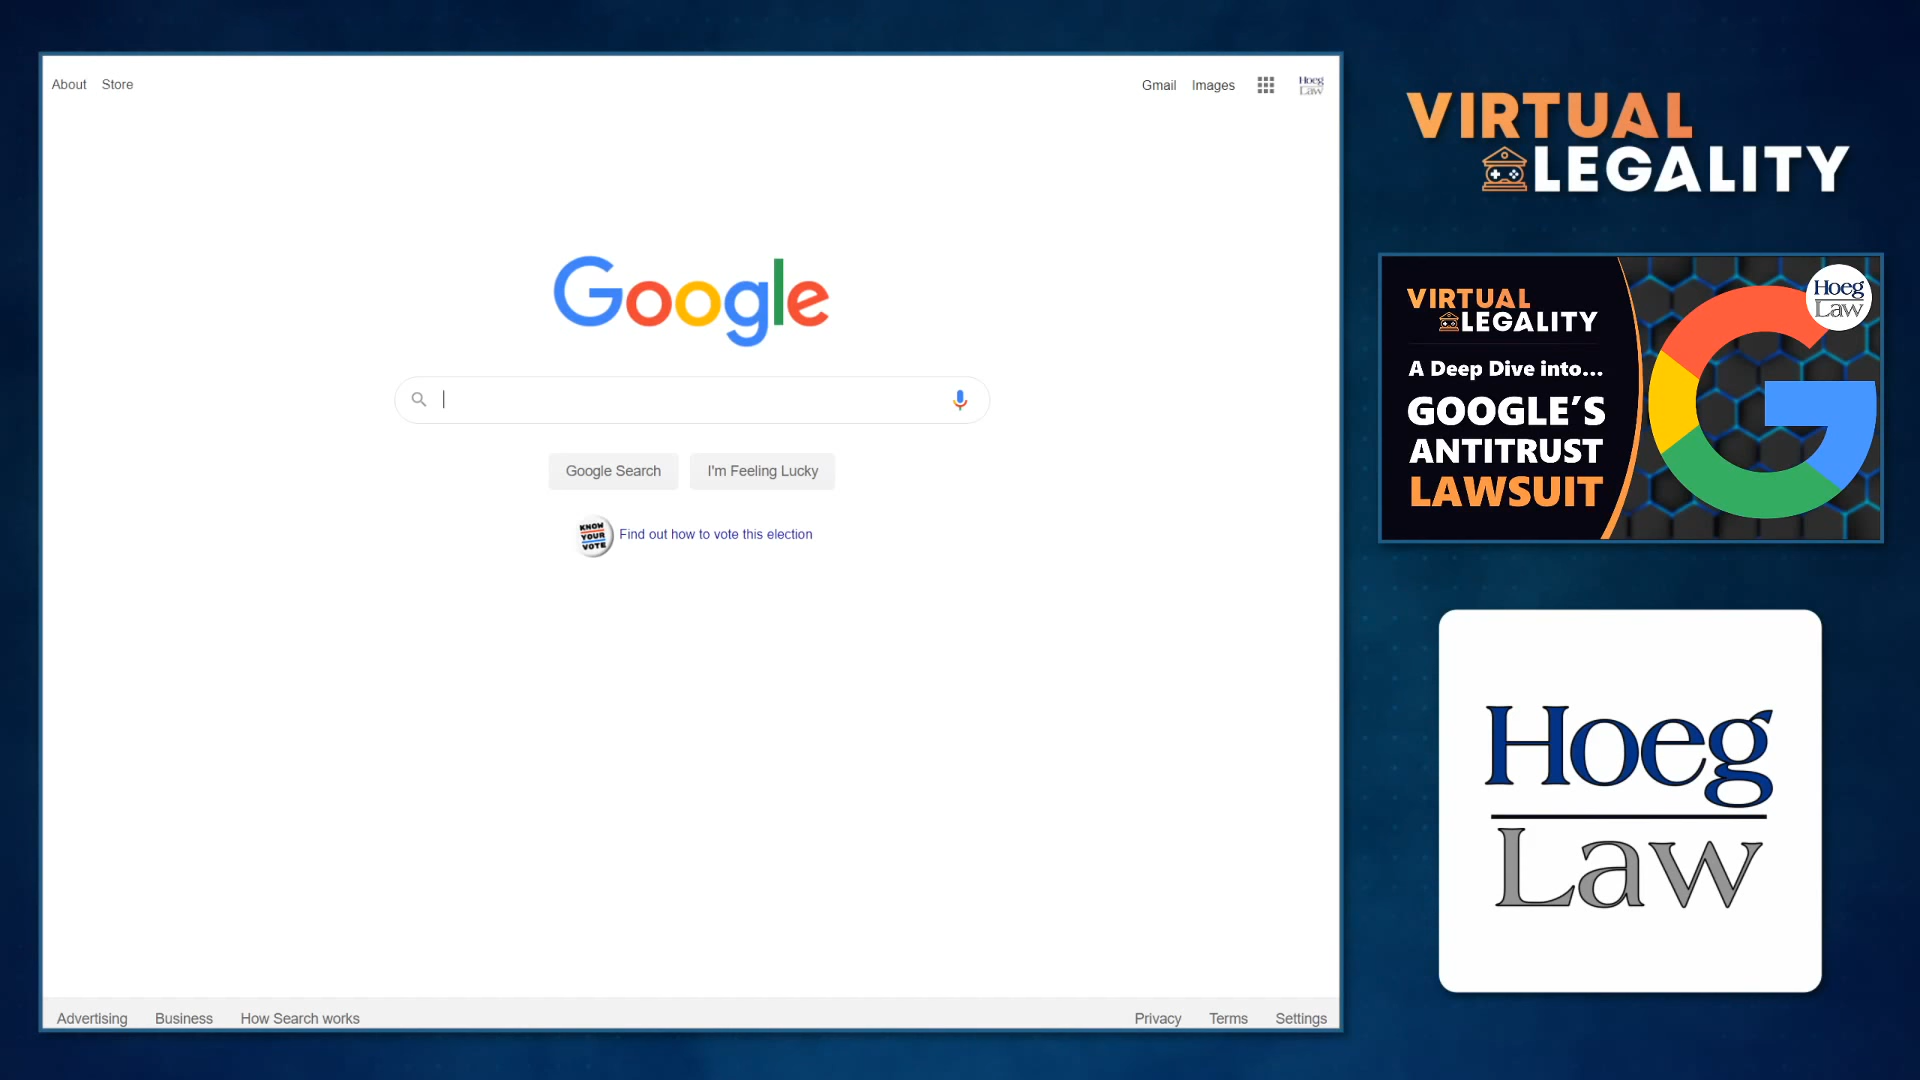 About Store
Gmail Images
Hoeg
Law
Google
Google Search I'm Feeling Lucky
KNOW
YOUR
VOTE
Find out how to vote this election
Advertising Business How Search works
Privacy Terms Settings
VIRTUAL
LEGALITY
VIRTUAL
LEGALITY
A Deep Dive into...
GOOGLE'S
ANTITRUST
LAWSUIT
Hoeg
Law
Hoeg
Law